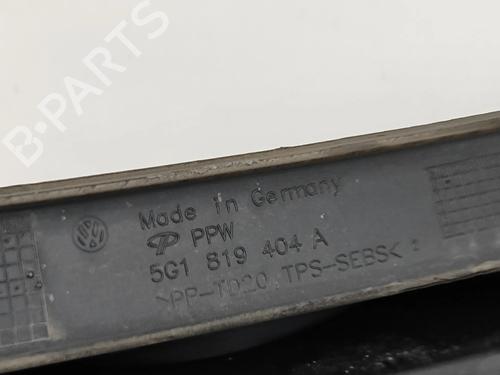 B-PARTS
Made in Germany
PPW
5G1 819 404 A
>PP-TD20 TPS-SEBS<